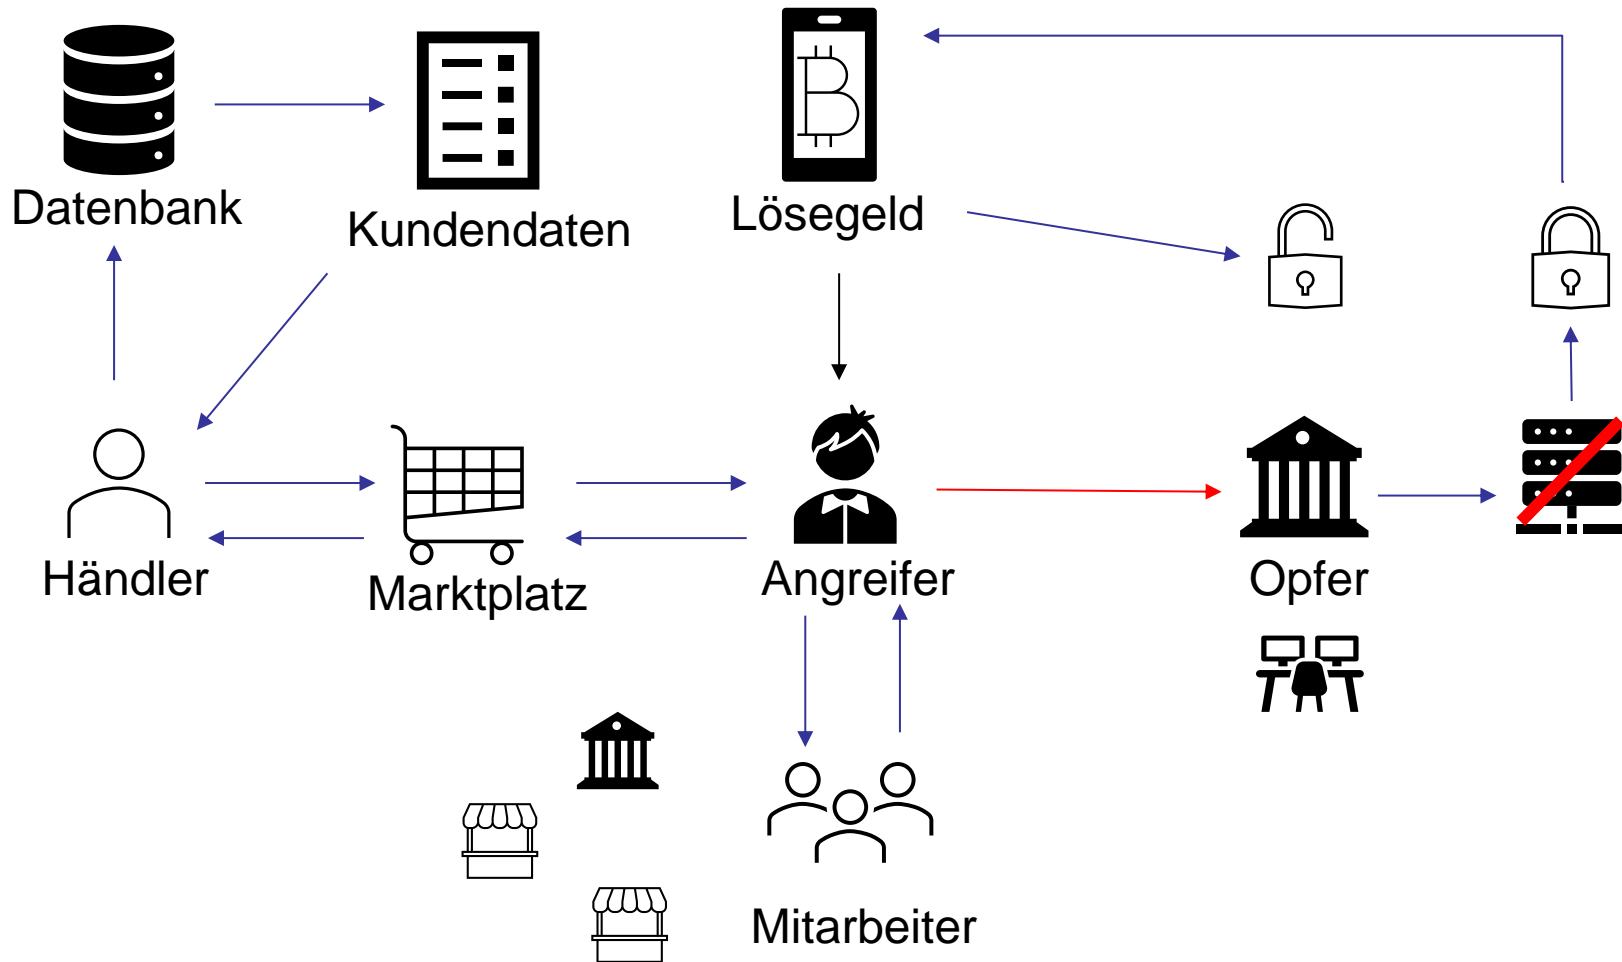 Datenbank
Kundendaten
Lösegeld
Händler
Marktplatz
Angreifer
Opfer
Mitarbeiter